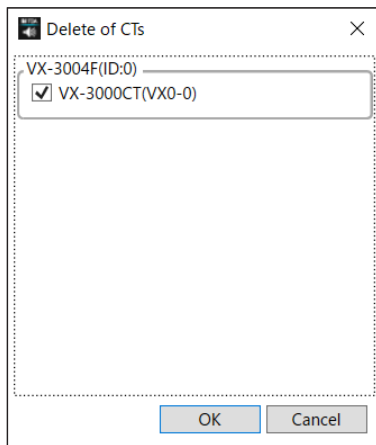 Delete of CTs
VX-3004F(ID:0)
VX-3000CT(VX0-0)
OK
Cancel